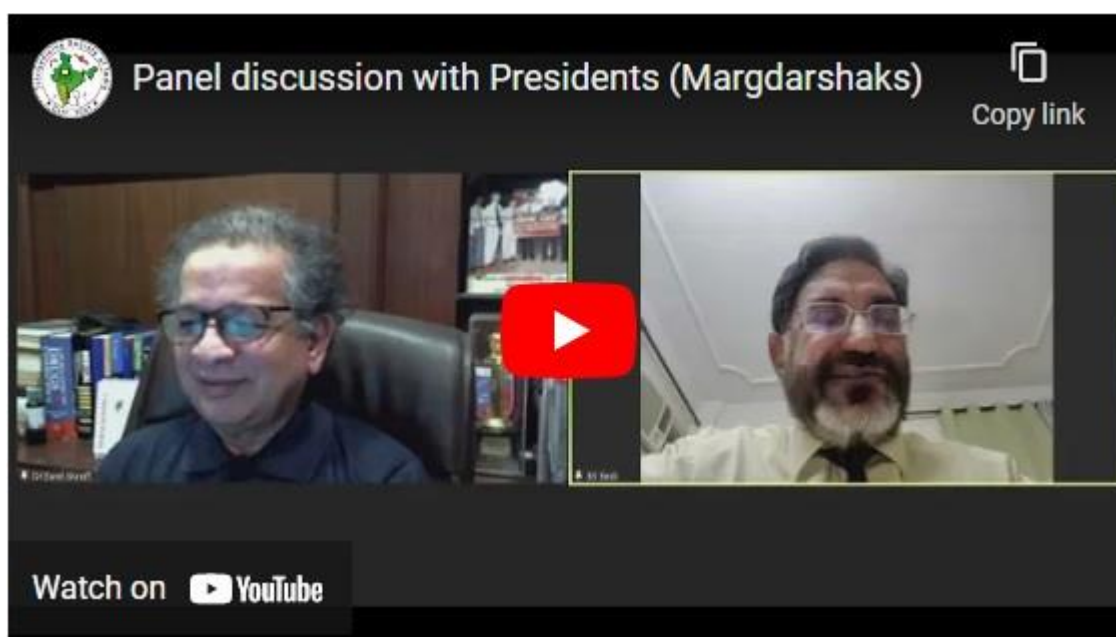 Panel discussion with Presidents (Margdarshaks)
Copy link
Watch on
YouTube